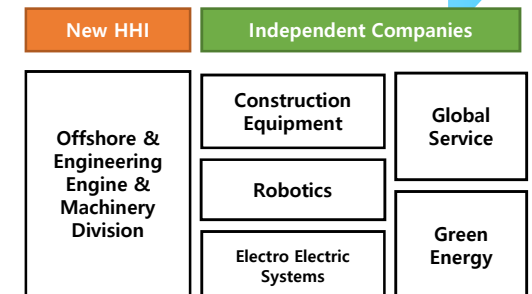 New HHI
Independent Companies
Offshore &
Engineering
Engine &
Machinery
Division
Construction
Equipment
Robotics
Electro Electric
Systems
Global
Service
Green
Energy